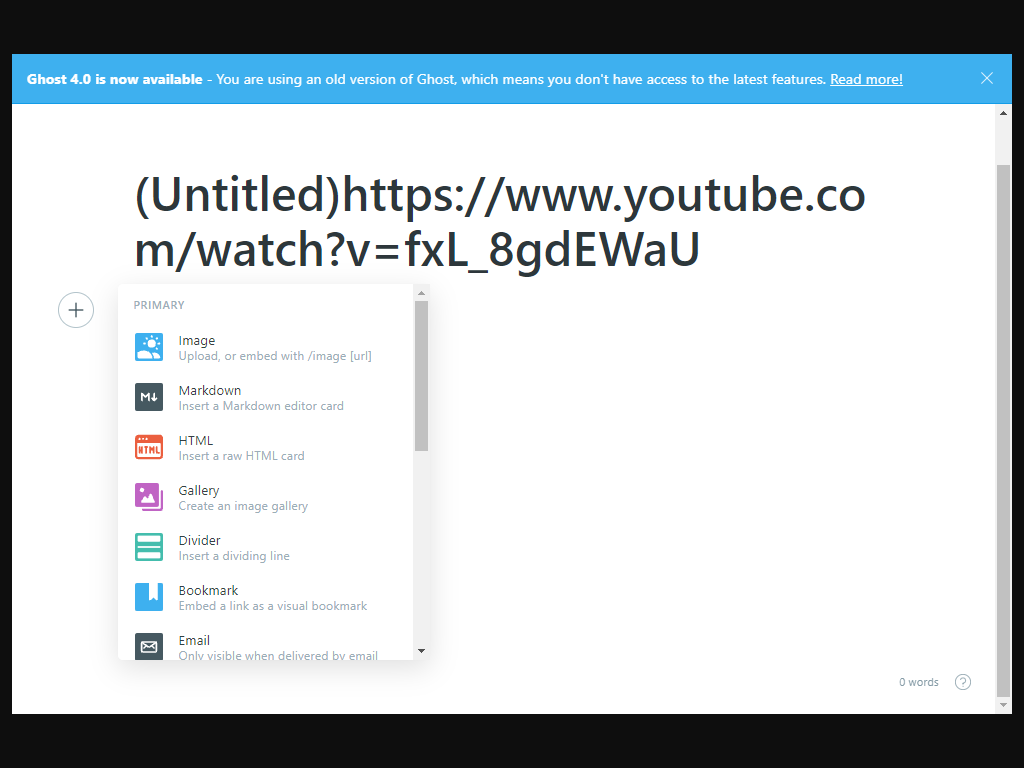 Ghost 4.0 is now available - You are using an old version of Ghost, which means you don't have access to the latest features. Read more!
(Untitled)https://www.youtube.co
m/watch?v=fxL_8gdEWaU
PRIMARY
Image
Upload, or embed with /image [url]
M
Markdown
Insert a Markdown editor card
HTML
HTML
Insert a raw HTML card
Gallery
Create an image gallery
Divider
Insert a dividing line
Bookmark
Embed a link as a visual bookmark
Email
Only visible when delivered by email
0 words
?